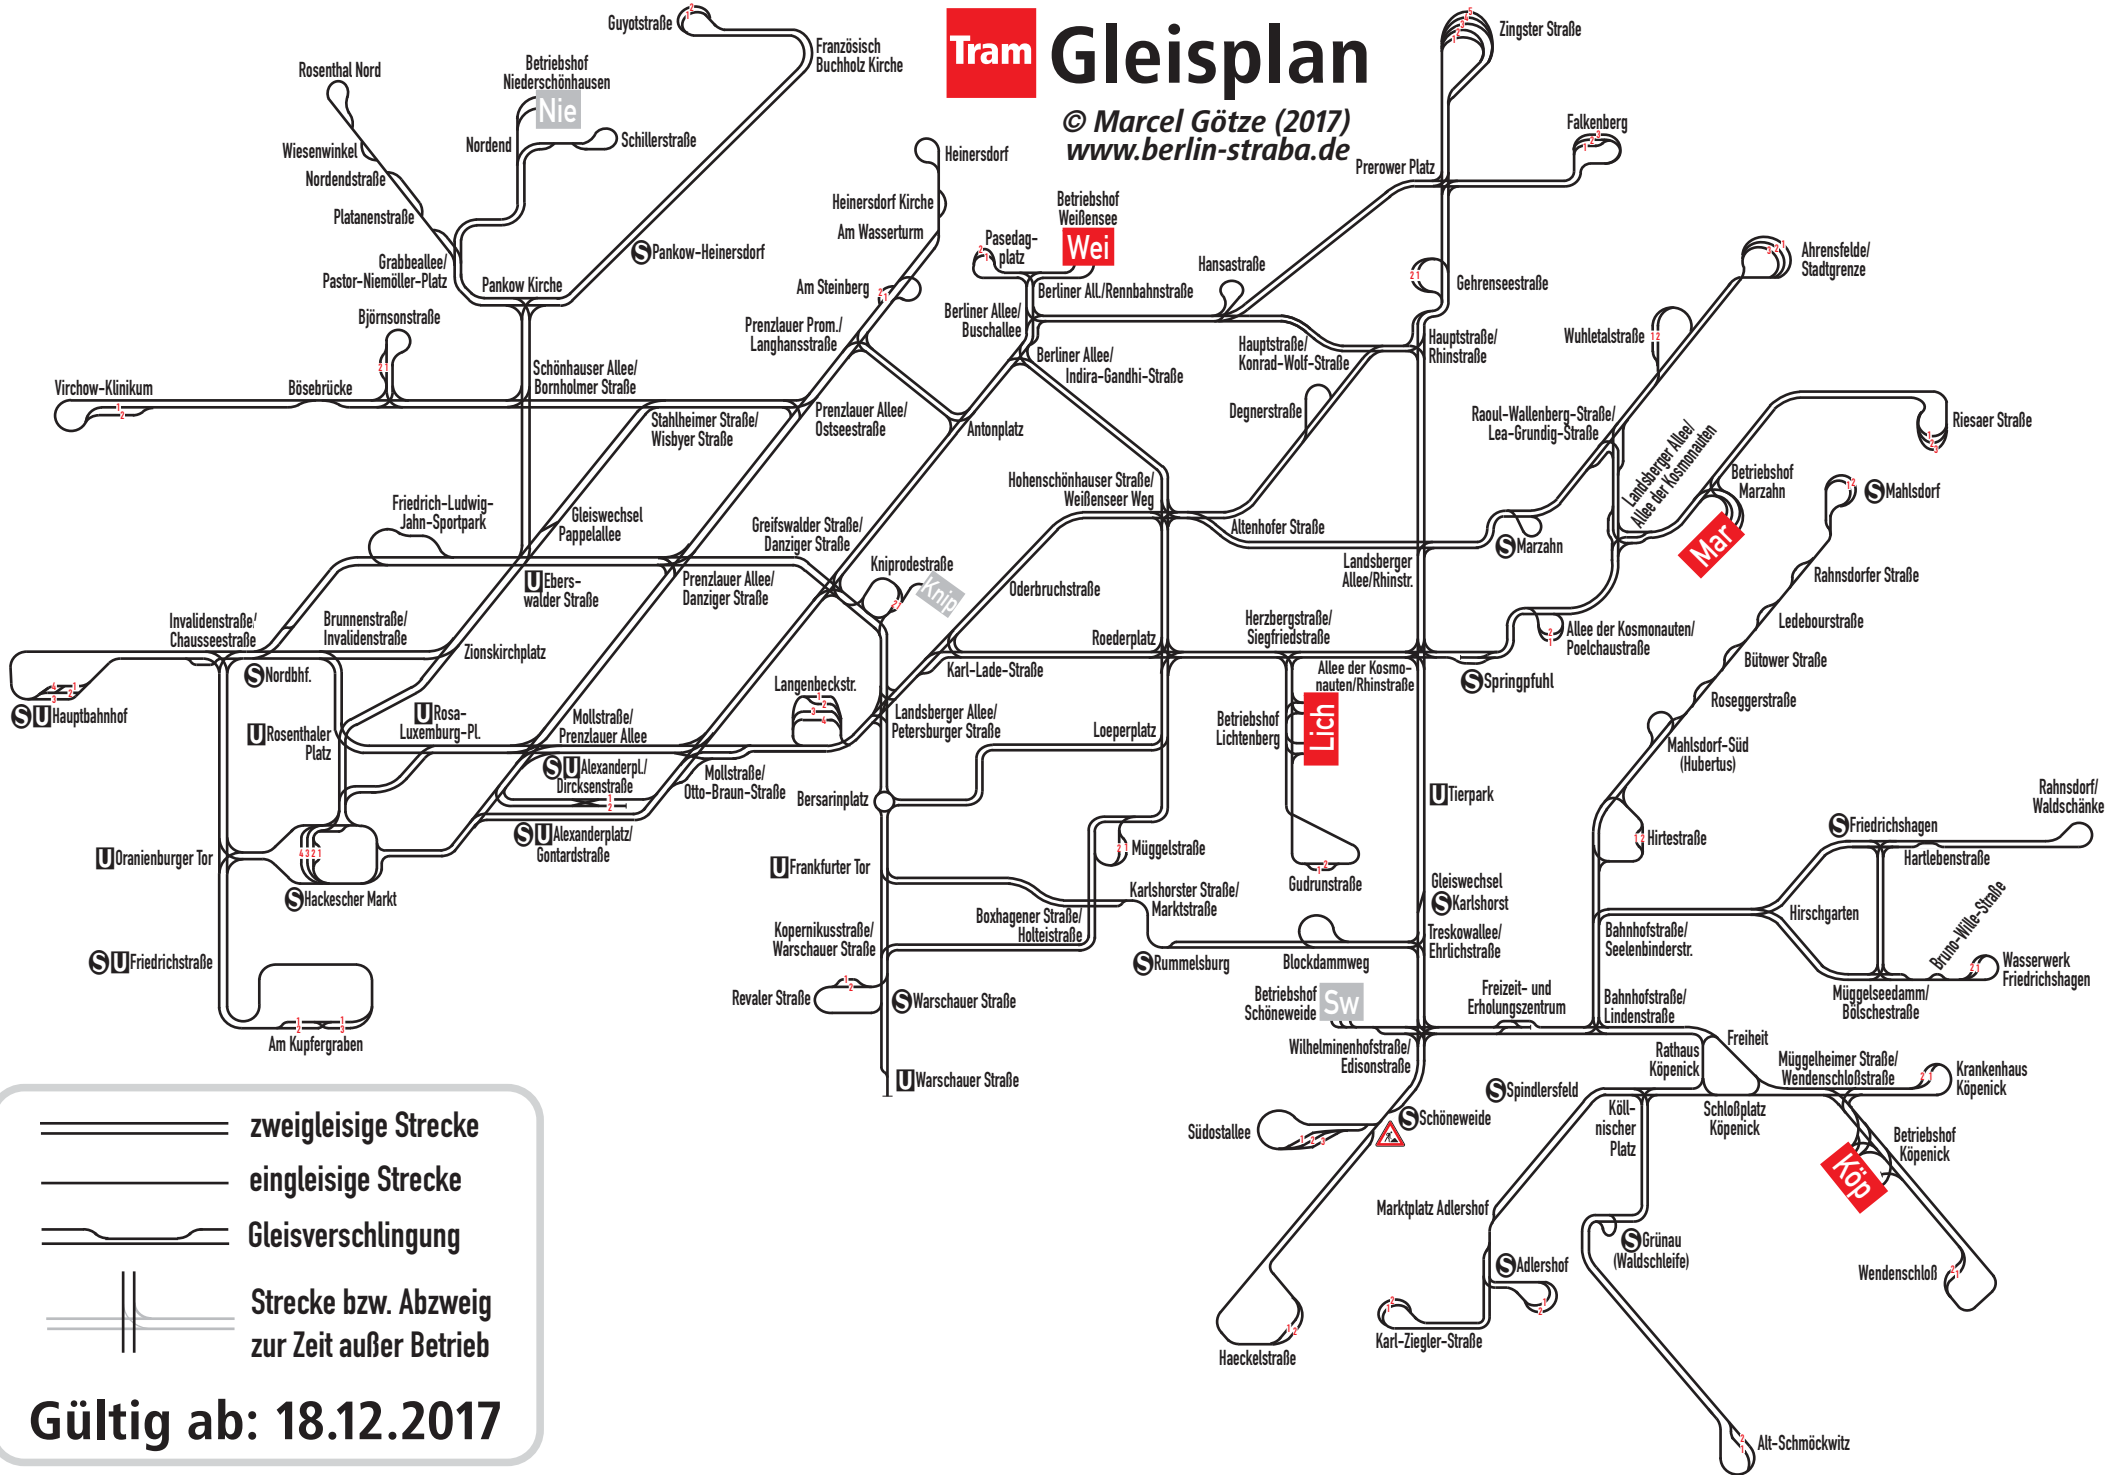 Tram Gleisplan
© Marcel Götze (2017)
www.berlin-straba.de
Guyotstraße
Französisch
Buchholz Kirche
Zingster Straße
Rosenthal Nord
Betriebshof
Niederschönhausen
Nie
Nordend
Schillerstraße
Wiesenwinkel
Nordendstraße
Platanenstraße
Grabbeallee/
Pastor-Niemöller-Platz
Pankow Kirche
S Pankow-Heinersdorf
Heinersdorf
Heinersdorf Kirche
Am Wasserturm
Am Steinberg
Prenzlauer Prom./
Langhansstraße
Betriebshof
Weißensee
Wei
Pasedag-
platz
Berliner All./Rennbahnstraße
Berliner Allee/
Buschallee
Hansastraße
Prerower Platz
Falkenberg
Gehrenseestraße
Ahrensfelde/
Stadtgrenze
Wuhletalstraße
Björnsonstraße
Virchow-Klinikum
Bösebrücke
Schönhauser Allee/
Bornholmer Straße
Stahlheimer Straße/
Wisbyer Straße
Prenzlauer Allee/
Ostseestraße
Antonplatz
Berliner Allee/
Indira-Gandhi-Straße
Hauptstraße/
Konrad-Wolf-Straße
Hauptstraße/
Rhinstraße
Degnerstraße
Raoul-Wallenberg-Straße/
Lea-Grundig-Straße
Landsberger Allee/
Allee der Kosmonauten
Riesaer Straße
Betriebshof
Marzahn
Mar
S Mahlsdorf
Friedrich-Ludwig-
Jahn-Sportpark
Gleiswechsel
Pappelallee
Greifswalder Straße/
Danziger Straße
Hohenschönhauser Straße/
Weißenseer Weg
Altenhofer Straße
S Marzahn
Landsberger
Allee/Rhinstr.
Kniprodestraße
Knip
Oderbruchstraße
U Ebers-
walder Straße
Prenzlauer Allee/
Danziger Straße
Rahnsdorfer Straße
Ledebourstraße
Bütower Straße
Roseggerstraße
Mahlsdorf-Süd
(Hubertus)
Invalidenstraße/
Chausseestraße
Brunnenstraße/
Invalidenstraße
Zionskirchplatz
Roederplatz
Herzbergstraße/
Siegfriedstraße
Allee der Kosmonauten/
Poelchaustraße
S Nordbhf.
Karl-Lade-Straße
Allee der Kosmo-
nauten/Rhinstraße
S Springpfuhl
S U Hauptbahnhof
U Rosenthaler
Platz
U Rosa-
Luxemburg-Pl.
Mollstraße/
Prenzlauer Allee
Langenbeckstr.
Landsberger Allee/
Petersburger Straße
Loeperplatz
Betriebshof
Lichtenberg
Lich
S U Alexanderpl./
Dircksenstraße
Mollstraße/
Otto-Braun-Straße
Bersarinplatz
U Tierpark
S U Alexanderplatz/
Gontardstraße
Hirtestraße
Rahnsdorf/
Waldschänke
S Friedrichshagen
Hartlebenstraße
U Oranienburger Tor
S Hackescher Markt
U Frankfurter Tor
Müggelstraße
Gudrunstraße
Karlshorster Straße/
Marktstraße
Gleiswechsel
S Karlshorst
Hirschgarten
Bruno-Wille-Straße
S U Friedrichstraße
Kopernikusstraße/
Warschauer Straße
Boxhagener Straße/
Holteistraße
S Rummelsburg
Blockdammweg
Treskowallee/
Ehrlichstraße
Bahnhofstraße/
Seelenbinderstr.
Wasserwerk
Friedrichshagen
Müggelseedamm/
Bölschestraße
Revaler Straße
S Warschauer Straße
Betriebshof
Schöneweide
Sw
Freizeit- und
Erholungszentrum
Bahnhofstraße/
Lindenstraße
Am Kupfergraben
U Warschauer Straße
Wilhelminenhofstraße/
Edisonstraße
Rathaus
Köpenick
Freiheit
Müggelheimer Straße/
Wendenschloßstraße
Krankenhaus
Köpenick
S Spindlersfeld
Köll-
nischer
Platz
Schloßplatz
Köpenick
Betriebshof
Köpenick
Köp
Südostallee
S Schöneweide
Marktplatz Adlershof
S Grünau
(Waldschleife)
S Adlershof
Wendenschloß
Haeckelstraße
Karl-Ziegler-Straße
Alt-Schmöckwitz
zweigleisige Strecke
eingleisige Strecke
Gleisverschlingung
Strecke bzw. Abzweig
zur Zeit außer Betrieb
Gültig ab: 18.12.2017